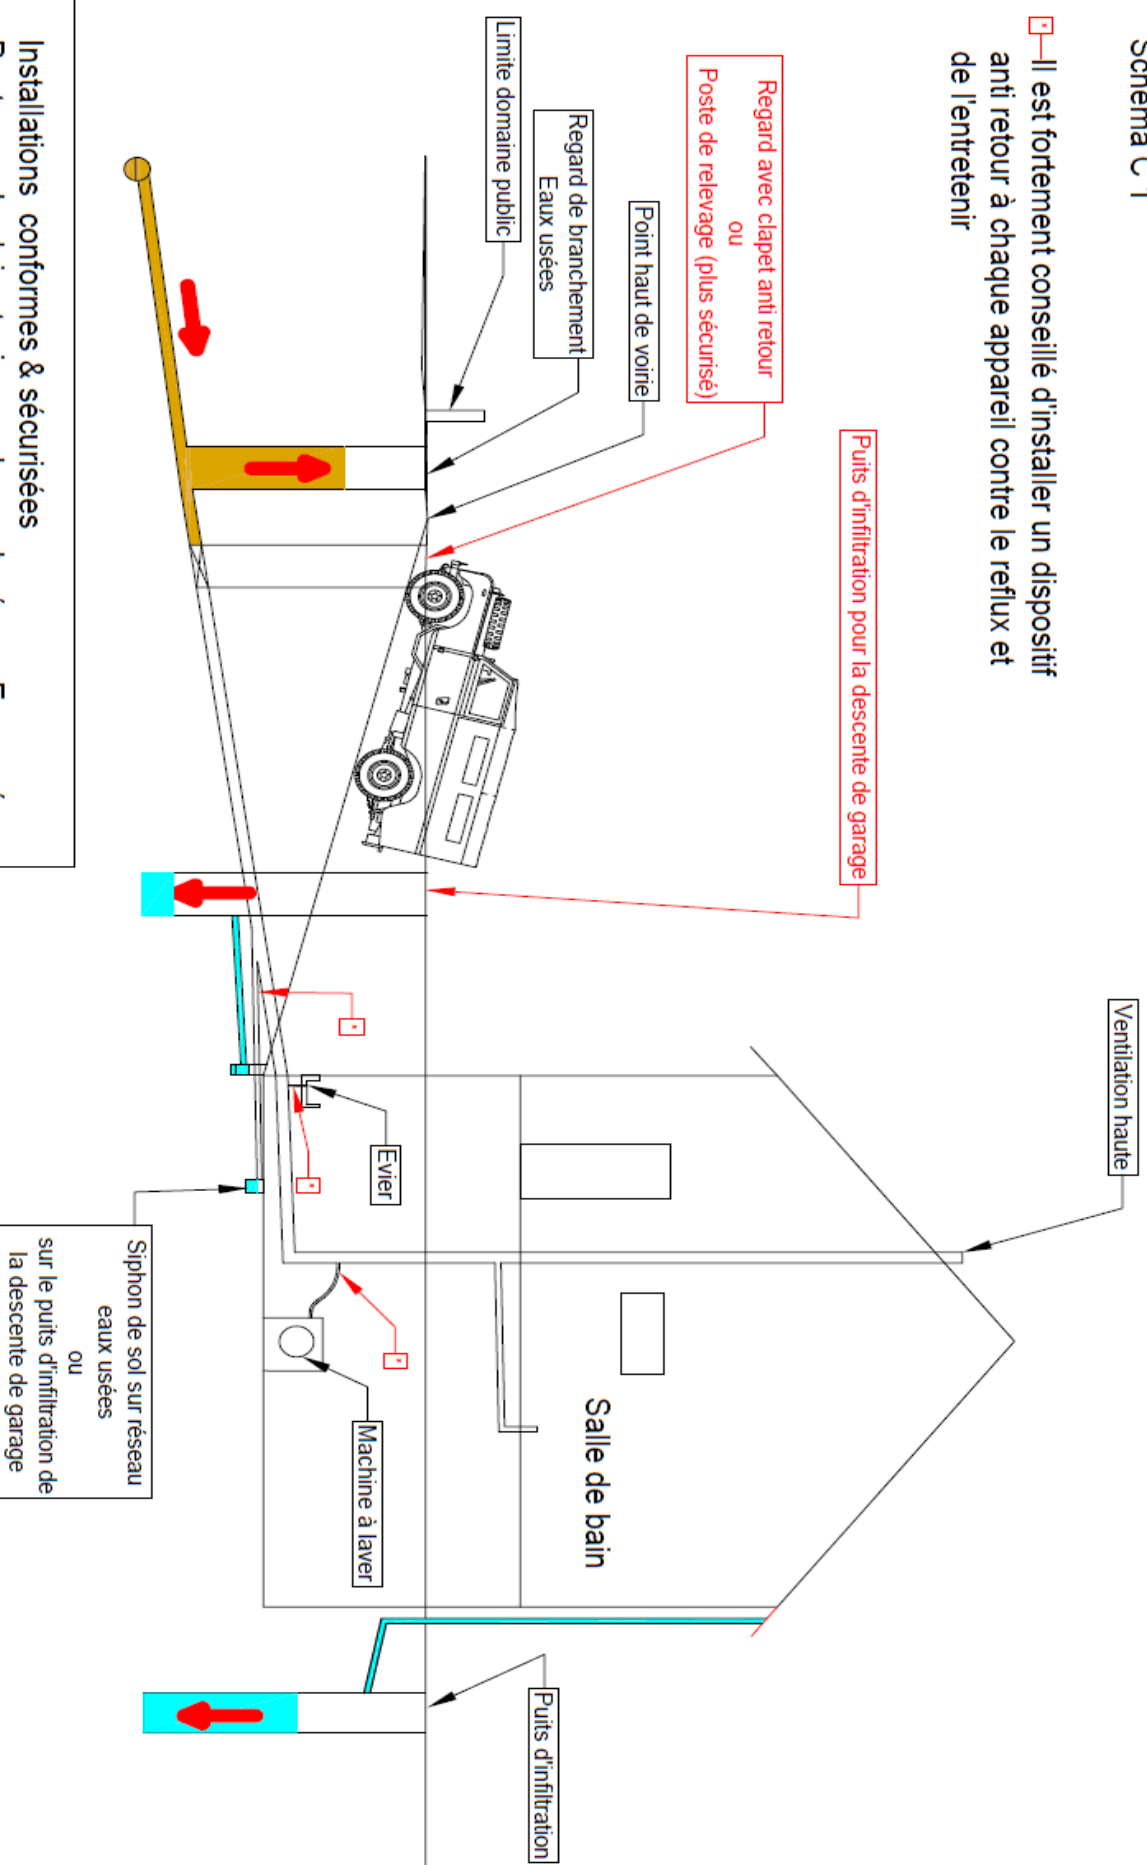 Schéma C 1
* Il est fortement conseillé d'installer un dispositif
anti retour à chaque appareil contre le reflux et
de l'entretenir
Ventilation haute
Puits d'infiltration pour la descente de garage
Regard avec clapet anti retour
ou
Poste de relevage (plus sécurisé)
Point haut de voirie
Regard de branchement
Eaux usées
Limite domaine public
Salle de bain
Puits d'infiltration
Evier
Machine à laver
*
*
*
Siphon de sol sur réseau
eaux usées
ou
sur le puits d'infiltration de
la descente de garage
Installations conformes & sécurisées